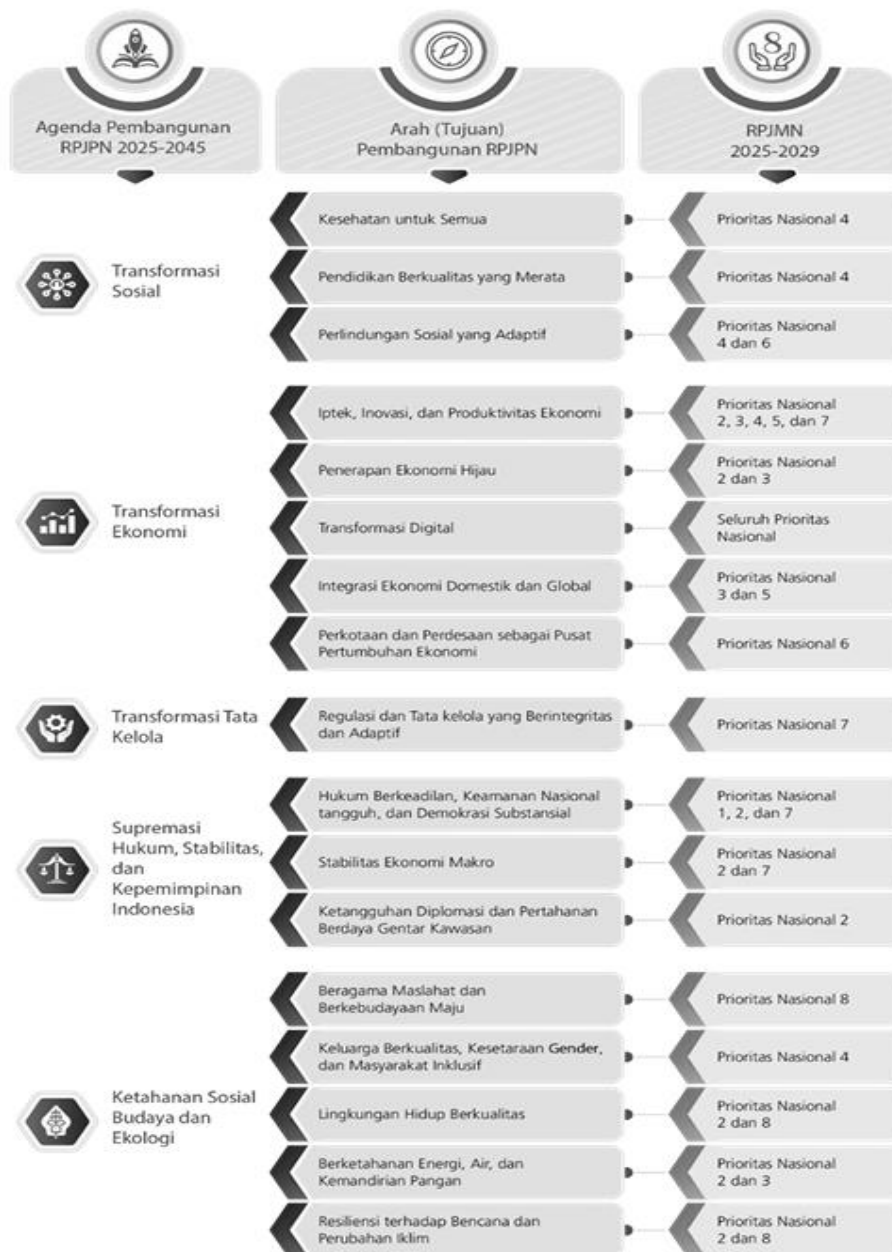 Agenda Pembangunan
RPJPN 2025-2045
Arah (Tujuan)
Pembangunan RPJPN
8
RPJMN
2025-2029
Transformasi
Sosial
Kesehatan untuk Semua
Prioritas Nasional 4
Pendidikan Berkualitas yang Merata
Prioritas Nasional 4
Perlindungan Sosial yang Adaptif
Prioritas Nasional
4 dan 6
Transformasi
Ekonomi
Iptek, Inovasi, dan Produktivitas Ekonomi
Prioritas Nasional
2, 3, 4, 5, dan 7
Penerapan Ekonomi Hijau
Prioritas Nasional
2 dan 3
Transformasi Digital
Seluruh Prioritas
Nasional
Integrasi Ekonomi Domestik dan Global
Prioritas Nasional
3 dan 5
Perkotaan dan Perdesaan sebagai Pusat
Pertumbuhan Ekonomi
Prioritas Nasional 6
Transformasi Tata
Kelola
Regulasi dan Tata kelola yang Berintegritas
dan Adaptif
Prioritas Nasional 7
Supremasi
Hukum, Stabilitas,
dan
Kepemimpinan
Indonesia
Hukum Berkeadilan, Keamanan Nasional
tangguh, dan Demokrasi Substansial
Prioritas Nasional
1, 2, dan 7
Stabilitas Ekonomi Makro
Prioritas Nasional
2 dan 7
Ketangguhan Diplomasi dan Pertahanan
Berdaya Gentar Kawasan
Prioritas Nasional 2
Ketahanan Sosial
Budaya dan
Ekologi
Beragama Maslahat dan
Berkebudayaan Maju
Prioritas Nasional 8
Keluarga Berkualitas, Kesetaraan Gender,
dan Masyarakat Inklusif
Prioritas Nasional 4
Lingkungan Hidup Berkualitas
Prioritas Nasional
2 dan 8
Berketahanan Energi, Air, dan
Kemandirian Pangan
Prioritas Nasional
2 dan 3
Resiliensi terhadap Bencana dan
Perubahan Iklim
Prioritas Nasional
2 dan 8